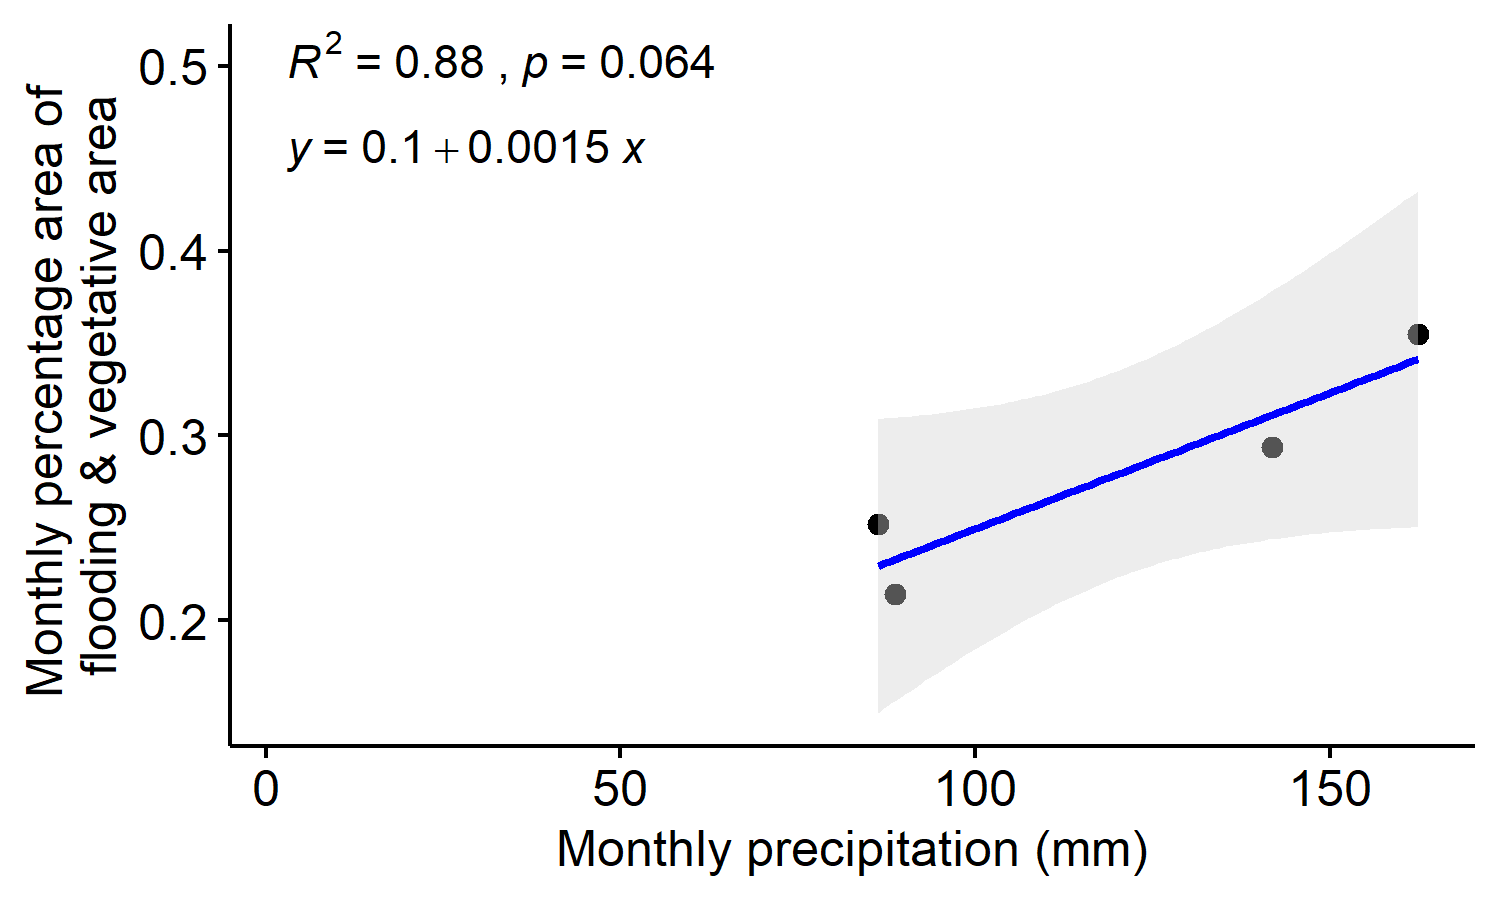 R² = 0.88 , p = 0.064
y = 0.1 + 0.0015 x
Monthly percentage area of
flooding & vegetative area
0.5
0.4
0.3
0.2
0
50
100
150
Monthly precipitation (mm)